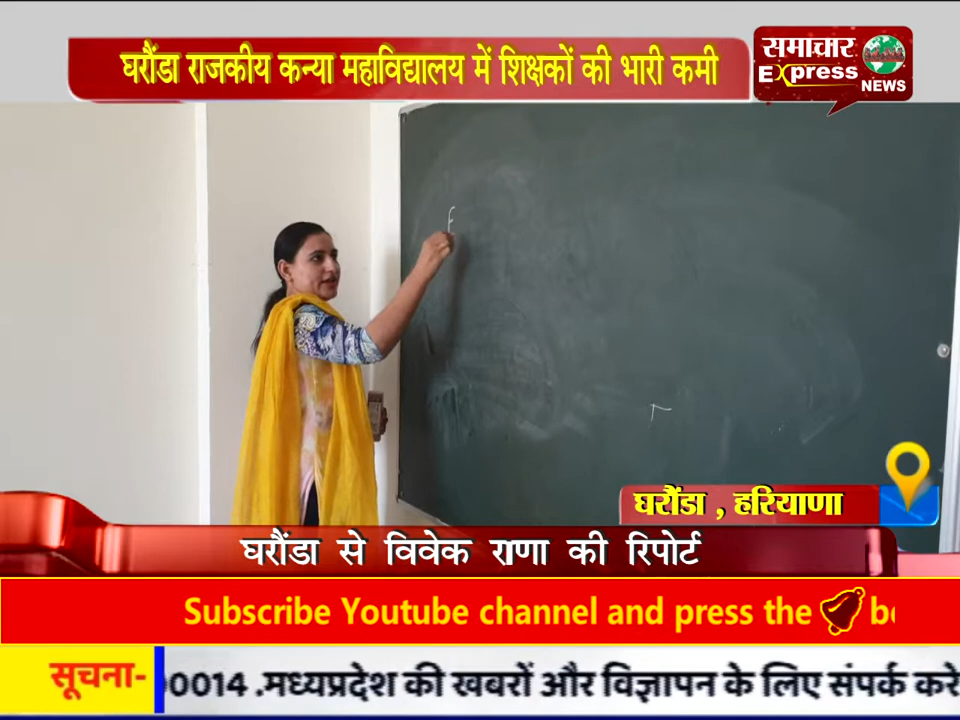 घरौंडा राजकीय कन्या महाविद्यालय में शिक्षकों की भारी कमी
समाचार
Express
NEWS
घरौंडा , हरियाणा
घरौंडा से विवेक राणा की रिपोर्ट
Subscribe Youtube channel and press the
सूचना-
0014 .मध्यप्रदेश की खबरों और विज्ञापन के लिए संपर्क करे